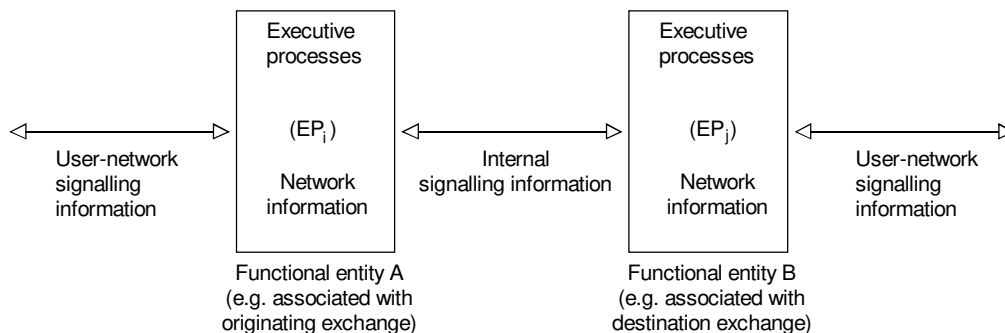 Executive
processes
(EPi)
Network
information
Executive
processes
(EPj)
Network
information
User-network
signalling
information
Internal
signalling information
User-network
signalling
information
Functional entity A
(e.g. associated with
originating exchange)
Functional entity B
(e.g. associated with
destination exchange)